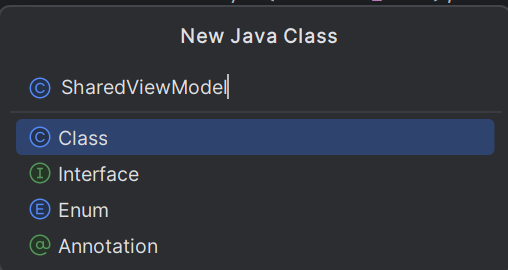 New Java Class
SharedViewModel
Class
Interface
Enum
Annotation